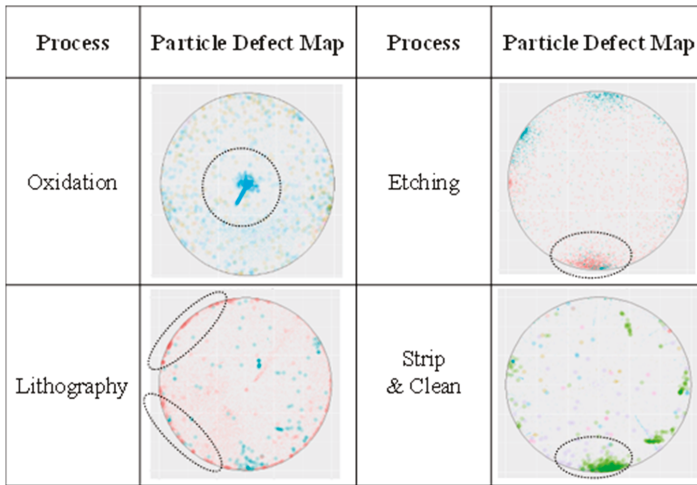 Process
Particle Defect Map
Process
Particle Defect Map
Oxidation
Etching
Lithography
Strip
& Clean